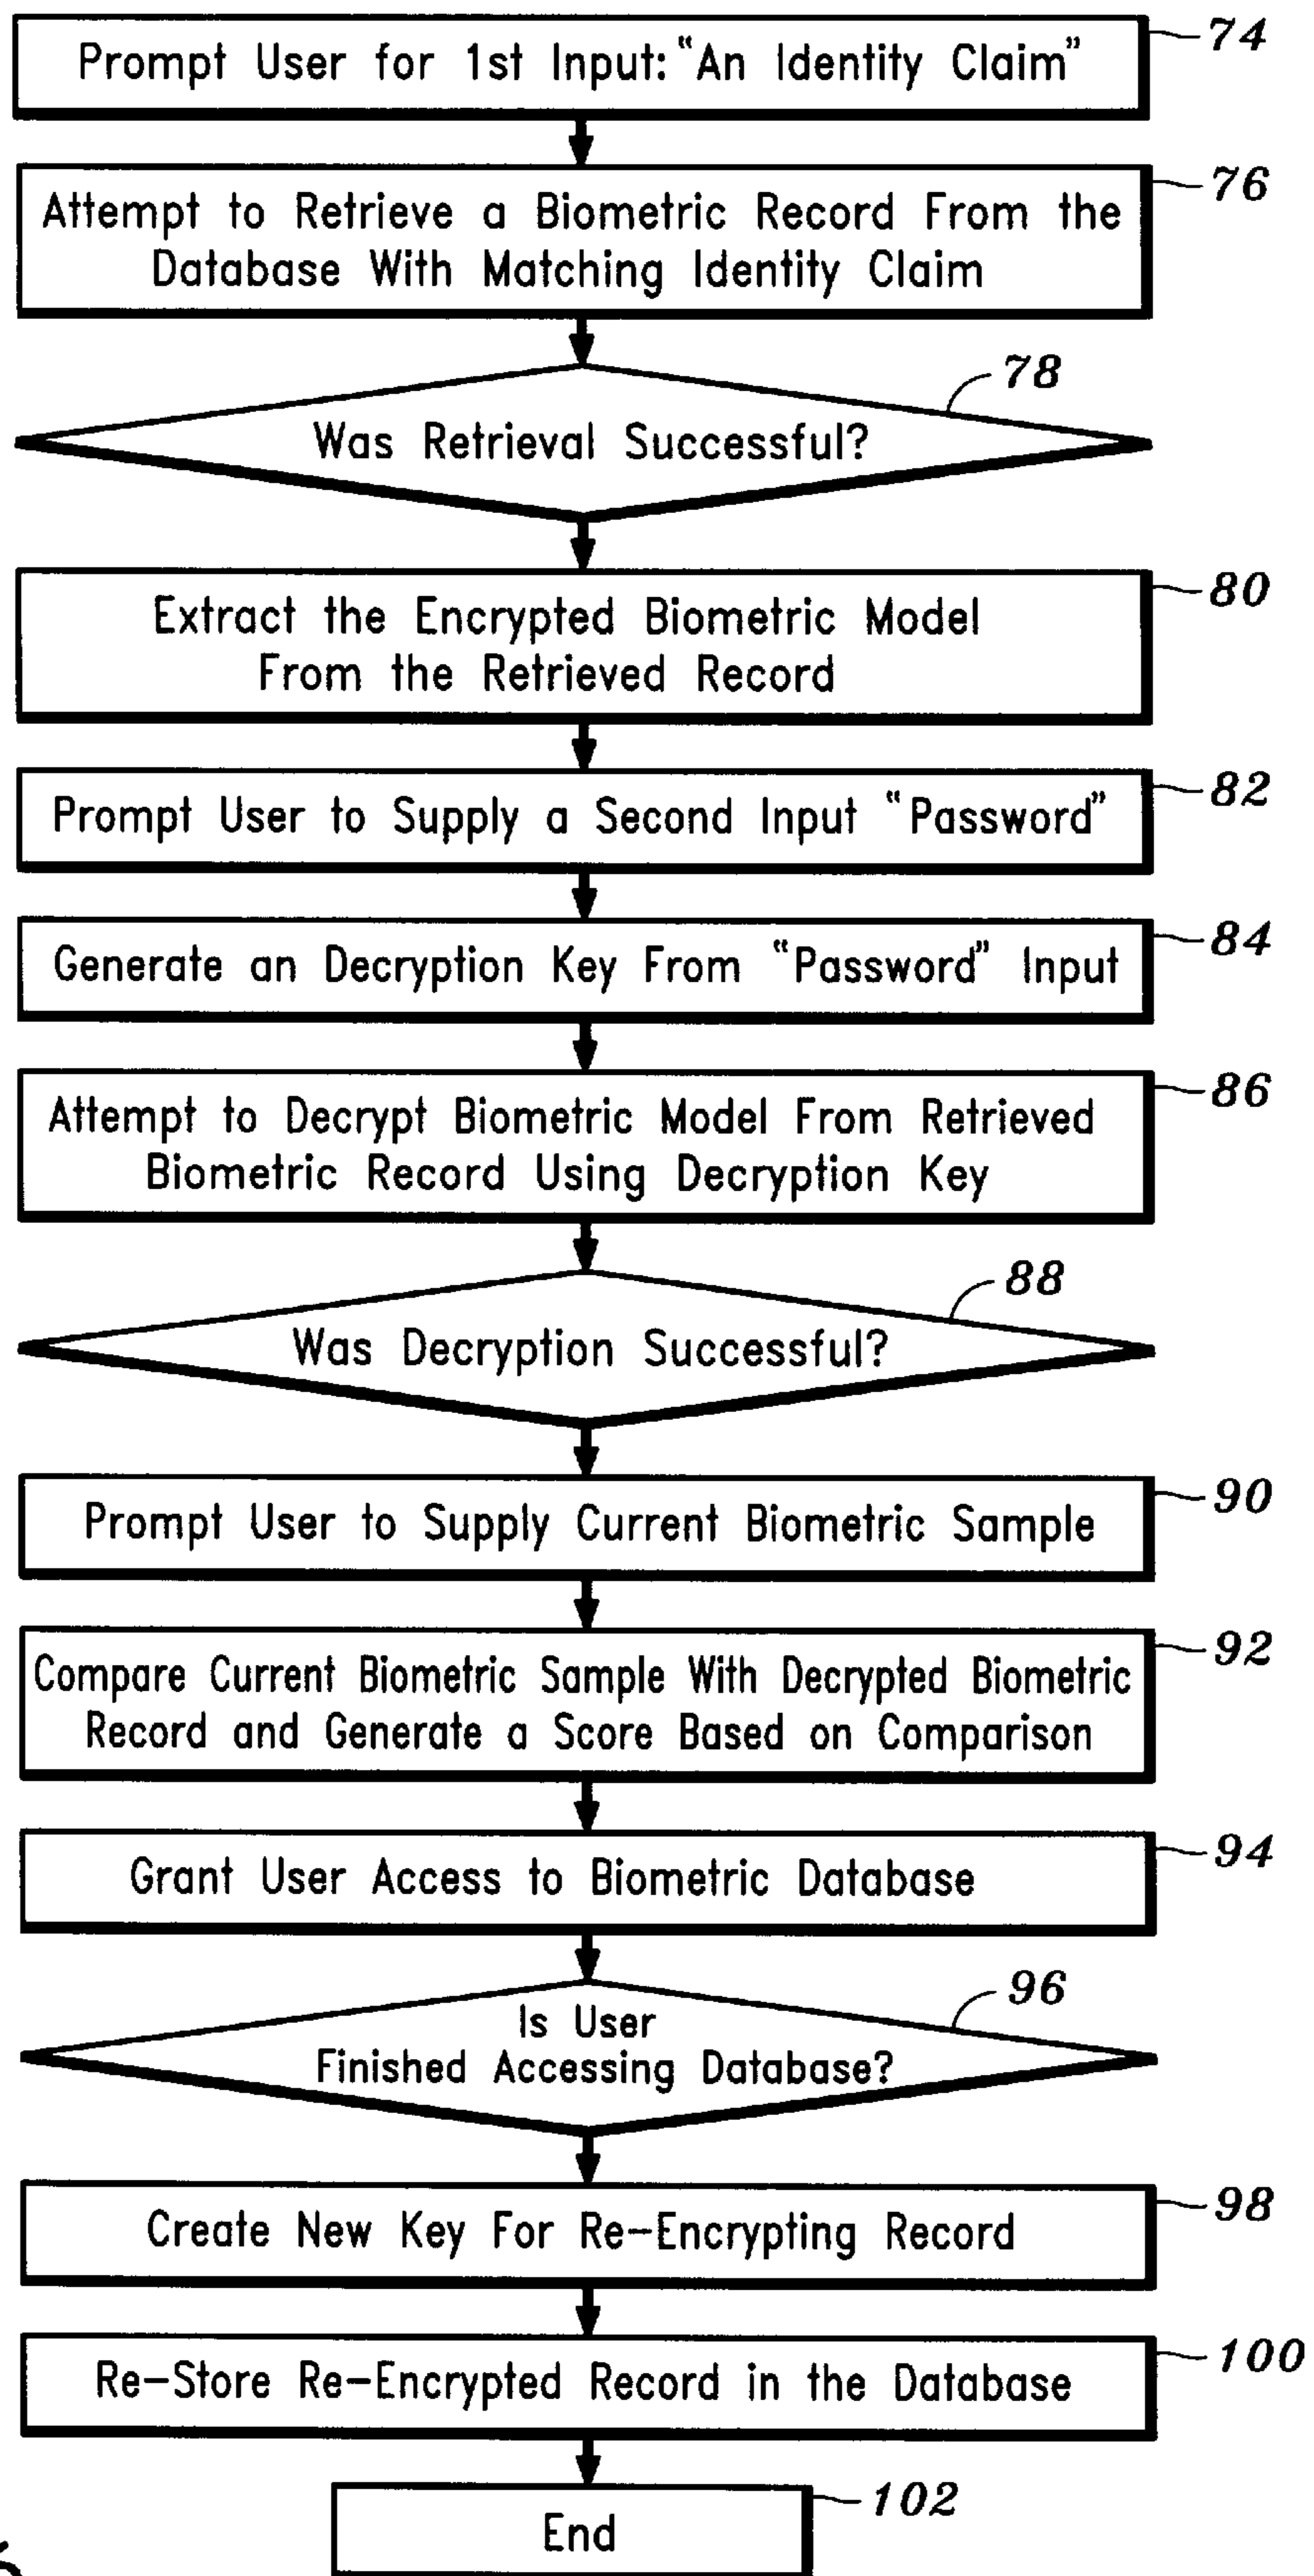 Prompt User for 1st Input: “An Identity Claim”
74
Attempt to Retrieve a Biometric Record From the
Database With Matching Identity Claim
76
78
Was Retrieval Successful?
Extract the Encrypted Biometric Model
From the Retrieved Record
80
Prompt User to Supply a Second Input “Password”
82
Generate an Decryption Key From “Password” Input
84
Attempt to Decrypt Biometric Model From Retrieved
Biometric Record Using Decryption Key
86
88
Was Decryption Successful?
Prompt User to Supply Current Biometric Sample
90
Compare Current Biometric Sample With Decrypted Biometric
Record and Generate a Score Based on Comparison
92
Grant User Access to Biometric Database
94
96
Is User
Finished Accessing Database?
Create New Key For Re-Encrypting Record
98
Re-Store Re-Encrypted Record in the Database
100
End
102